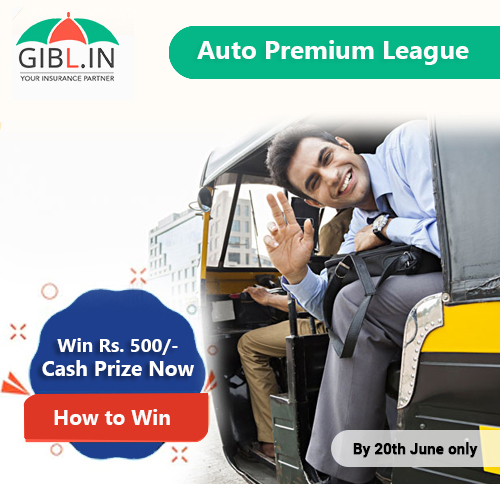 GIBL.IN
YOUR INSURANCE PARTNER
Auto Premium League
Win Rs. 500/-
Cash Prize Now
How to Win
By 20th June only